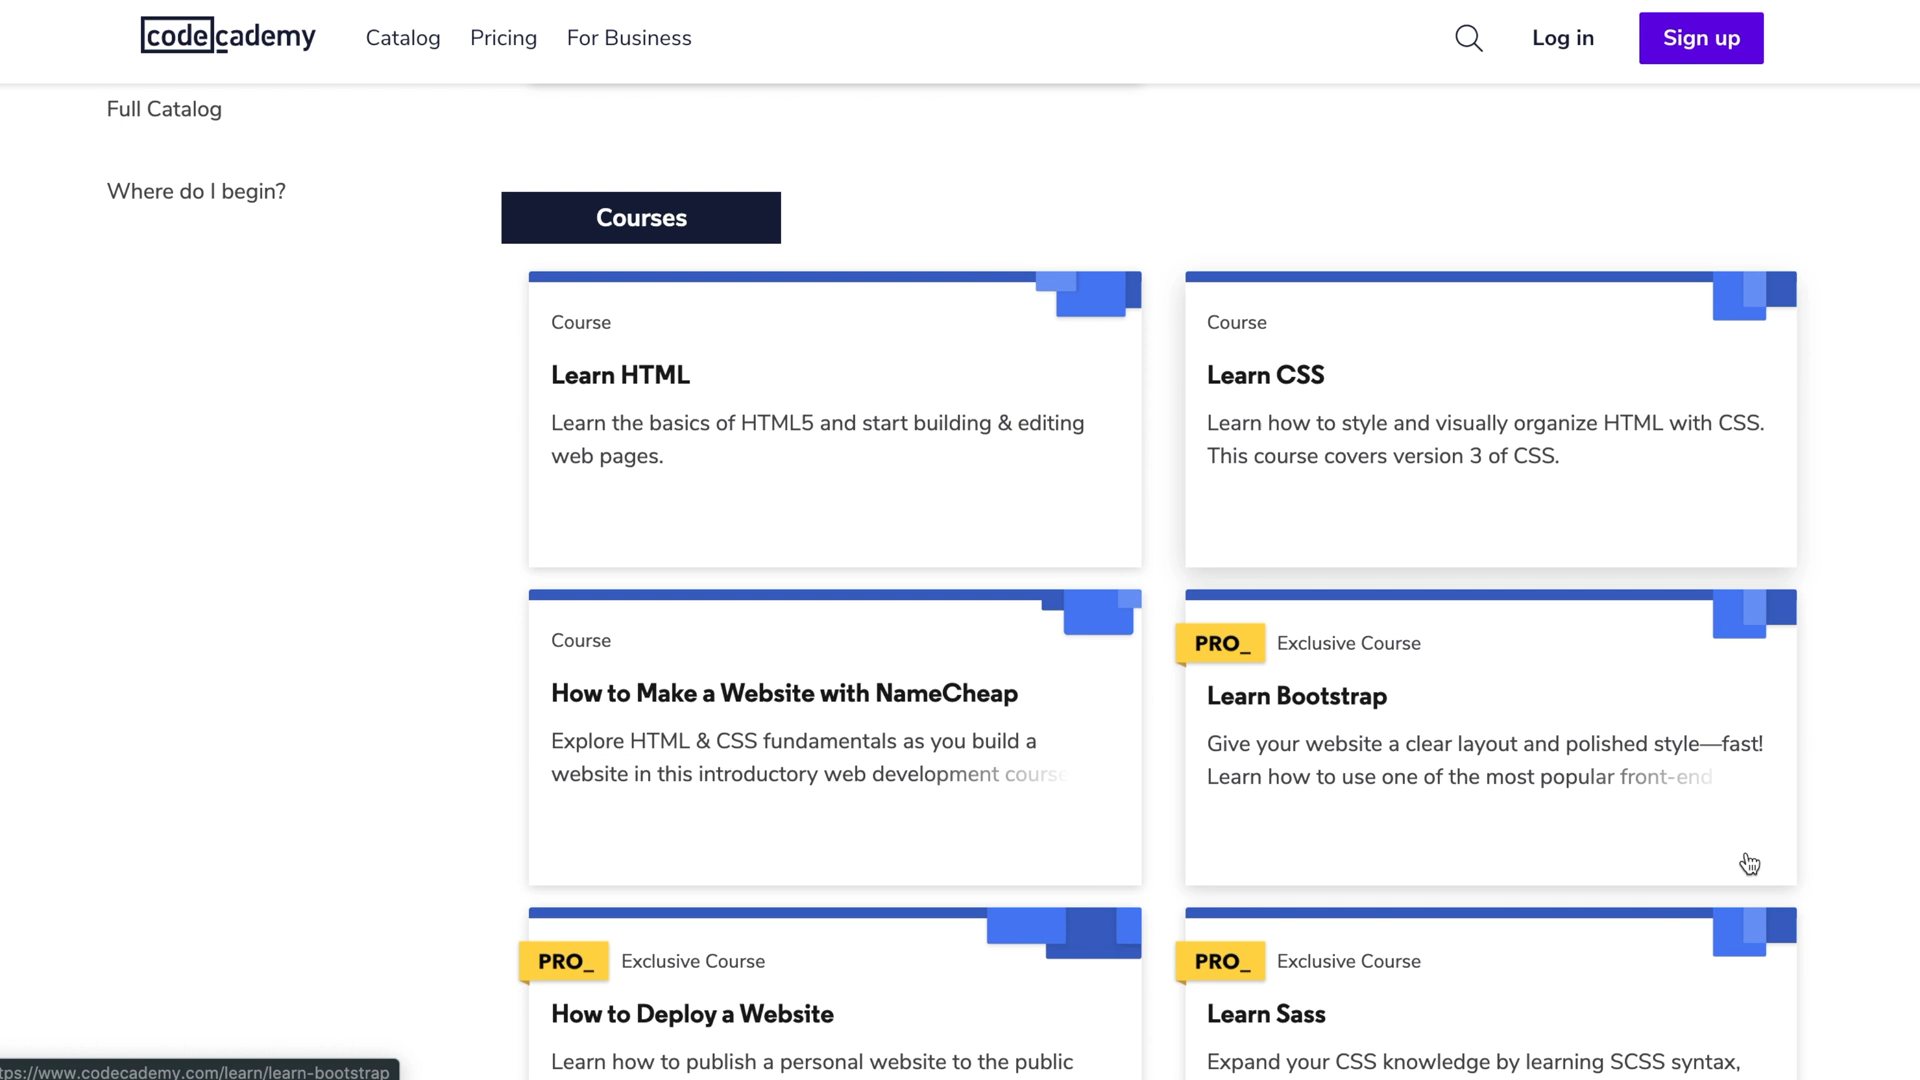 codecademy Catalog Pricing For Business Log in Sign up
Full Catalog
Where do I begin?
Courses
Course
Learn HTML
Learn the basics of HTML5 and start building & editing
web pages.
Course
Learn CSS
Learn how to style and visually organize HTML with CSS.
This course covers version 3 of CSS.
Course
How to Make a Website with NameCheap
Explore HTML & CSS fundamentals as you build a
website in this introductory web development course
PRO_ Exclusive Course
Learn Bootstrap
Give your website a clear layout and polished style—fast!
Learn how to use one of the most popular front-end
PRO_ Exclusive Course
How to Deploy a Website
Learn how to publish a personal website to the public
PRO_ Exclusive Course
Learn Sass
Expand your CSS knowledge by learning SCSS syntax,
tps://www.codecademy.com/learn/learn-bootstrap